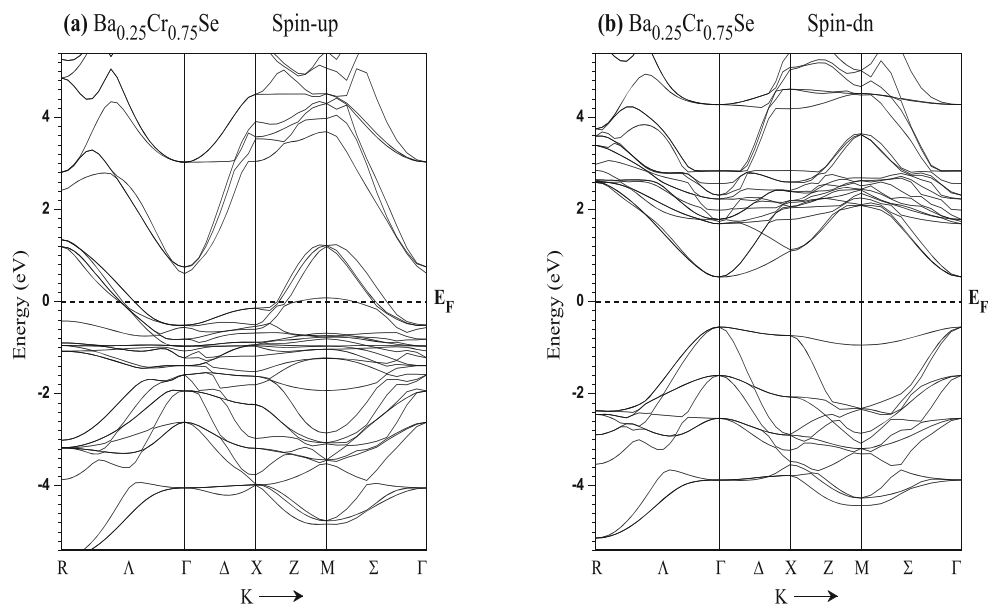 (a) Ba0.25Cr0.75Se Spin-up
Energy (eV)
4
2
0
-2
-4
EF
R Λ Γ Δ X Z M Σ Γ
K →
(b) Ba0.25Cr0.75Se Spin-dn
Energy (eV)
4
2
0
-2
-4
EF
R Λ Γ Δ X Z M Σ Γ
K →